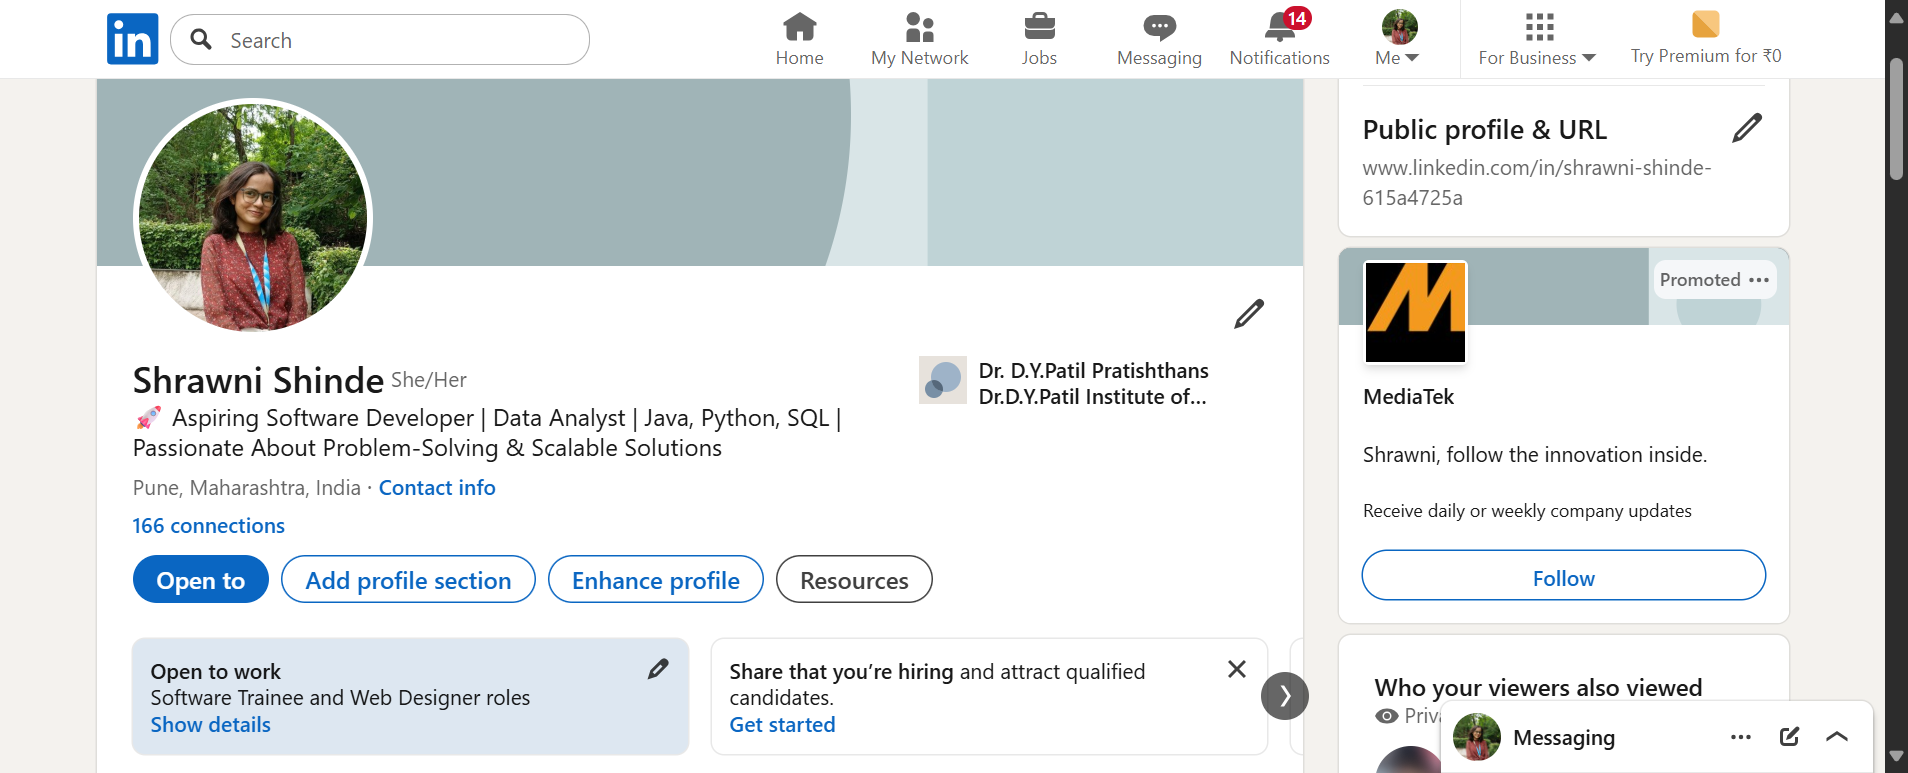 in
Search
Home
My Network
Jobs
Messaging
14
Notifications
Me
For Business
Try Premium for ₹0
Shrawni Shinde She/Her
🚀 Aspiring Software Developer | Data Analyst | Java, Python, SQL |
Passionate About Problem-Solving & Scalable Solutions
Pune, Maharashtra, India · Contact info
166 connections
Dr. D.Y.Patil Pratishthans
Dr.D.Y.Patil Institute of...
Open to
Add profile section
Enhance profile
Resources
Open to work
Software Trainee and Web Designer roles
Show details
Share that you’re hiring and attract qualified
candidates.
Get started
Public profile & URL
www.linkedin.com/in/shrawni-shinde-
615a4725a
Promoted
MediaTek
Shrawni, follow the innovation inside.
Receive daily or weekly company updates
Follow
Who your viewers also viewed
Messaging